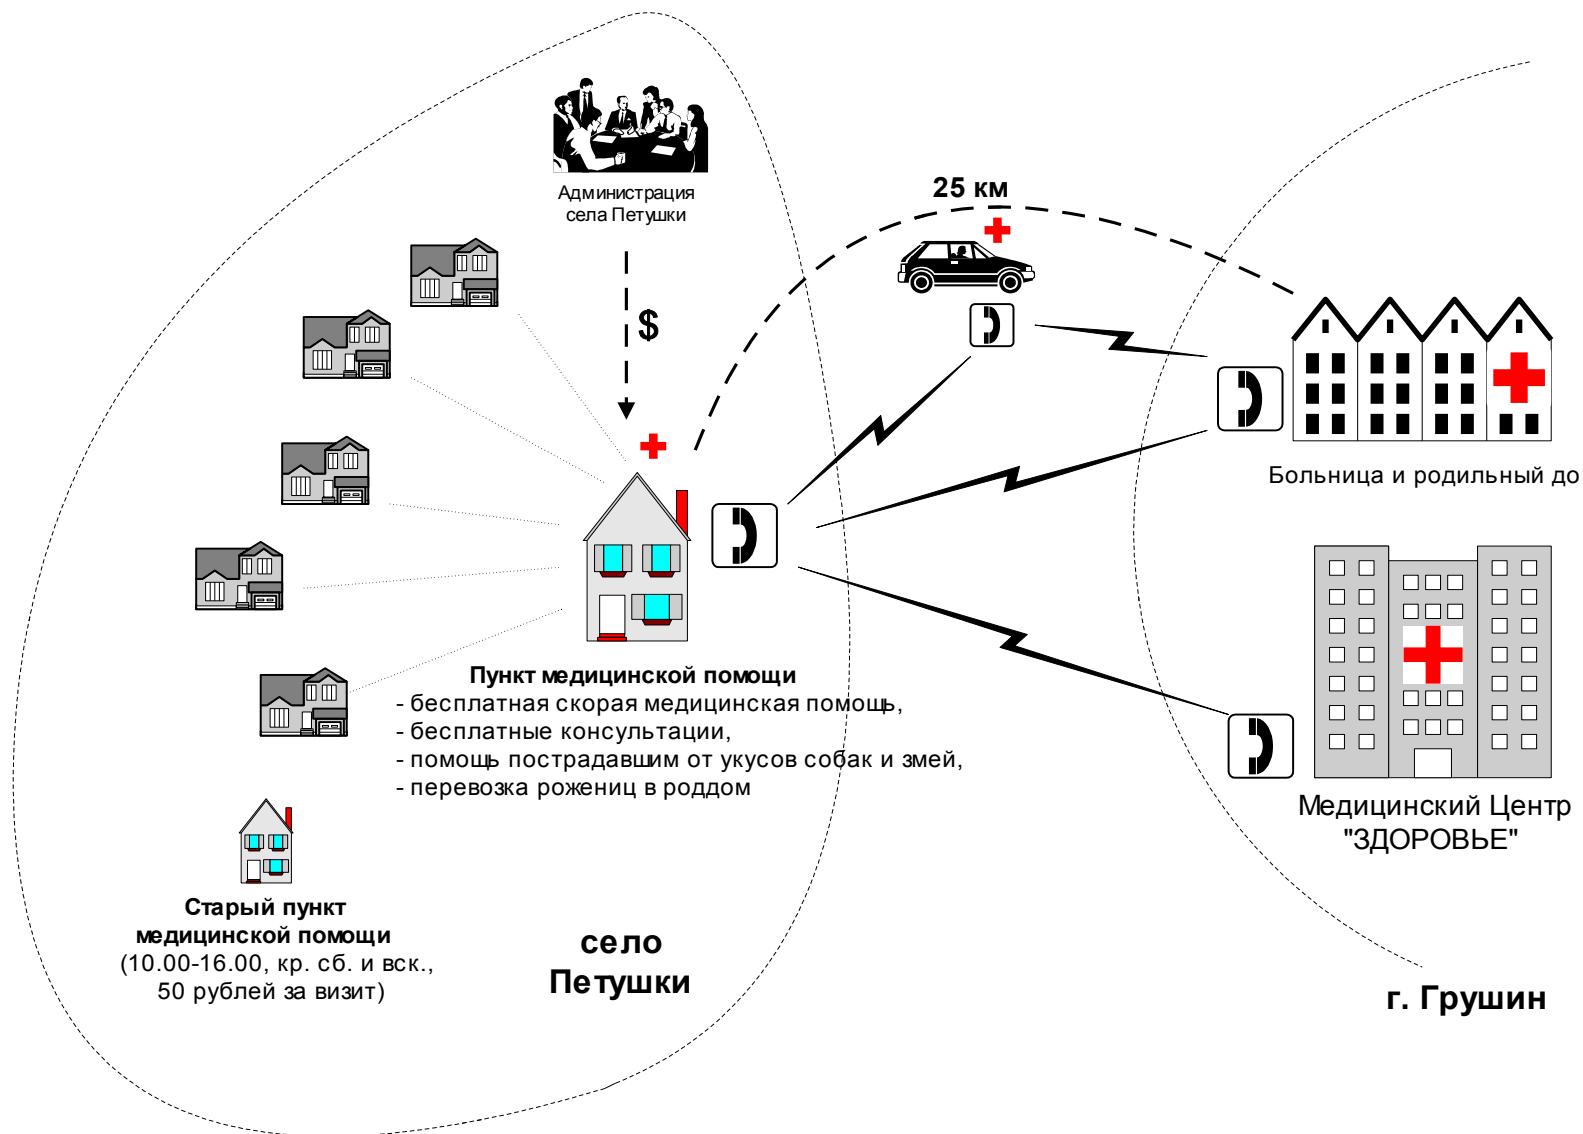 Администрация
села Петушки
25 км
$
Больница и родильный до
Пункт медицинской помощи
- бесплатная скорая медицинская помощь,
- бесплатные консультации,
- помощь пострадавшим от укусов собак и змей,
- перевозка рожениц в роддом
Медицинский Центр
"ЗДОРОВЬЕ"
Старый пункт
медицинской помощи
(10.00-16.00, кр. сб. и вск.,
50 рублей за визит)
село
Петушки
г. Грушин